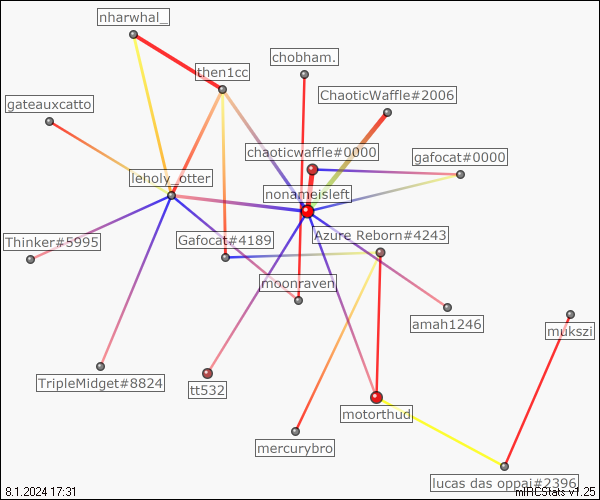 nharwhal_
chobham.
then1cc
ChaoticWaffle#2006
gateauxcatto
chaoticwaffle#0000
gafocat#0000
leholy_otter
nonameisleft
Thinker#5995
Gafocat#4189
Azure Reborn#4243
moonraven
amah1246
mukszi
TripleMidget#8824
tt532
motorthud
mercurybro
lucas das oppai#2396
8.1.2024 17:31
mIRCStats v1.25